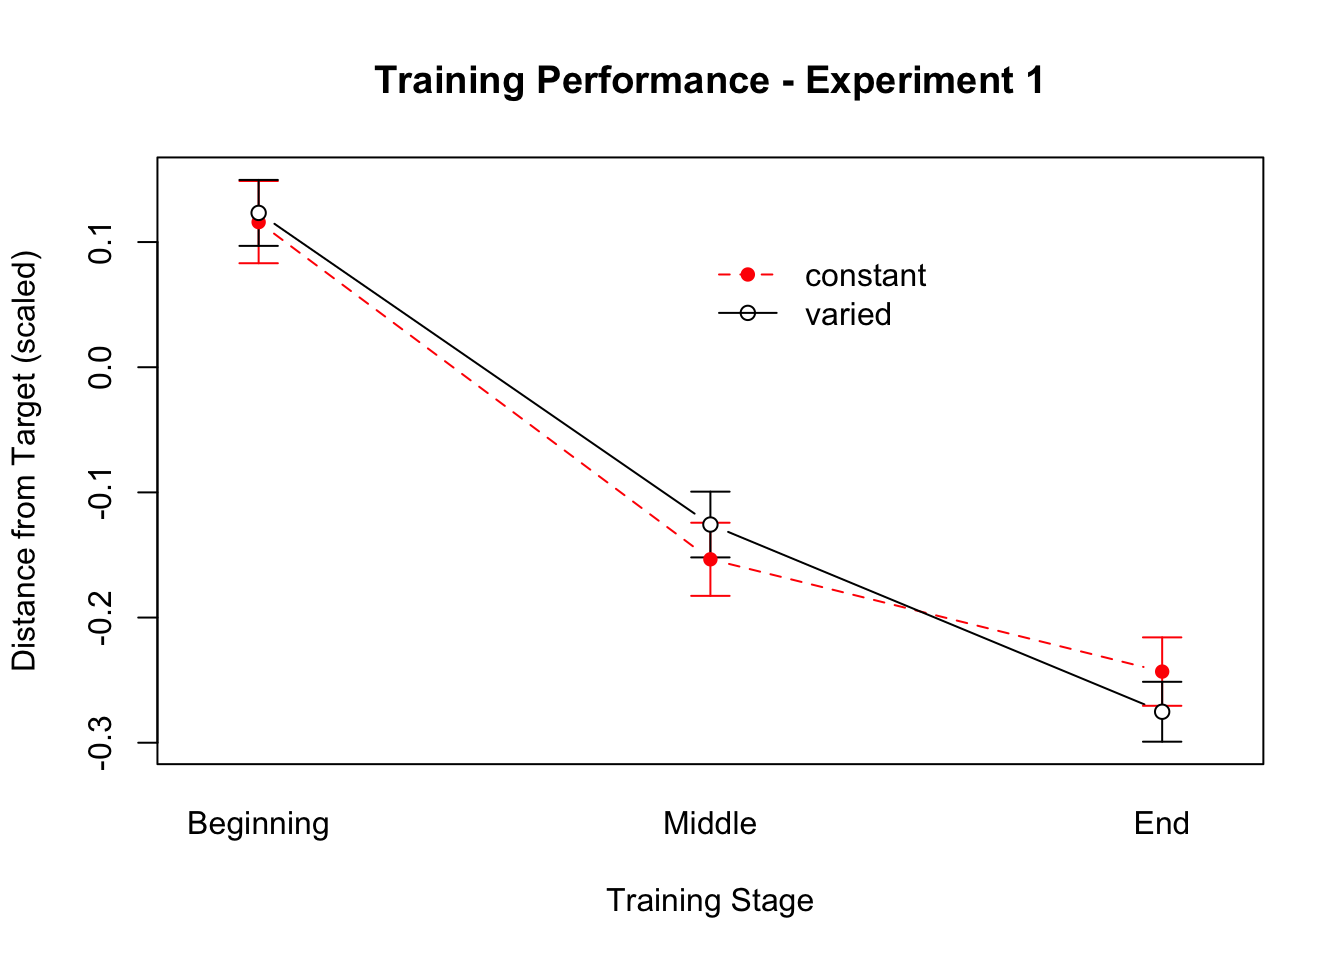 Training Performance - Experiment 1
Distance from Target (scaled)
0.1
0.0
-0.1
-0.2
-0.3
constant
varied
Beginning
Middle
End
Training Stage